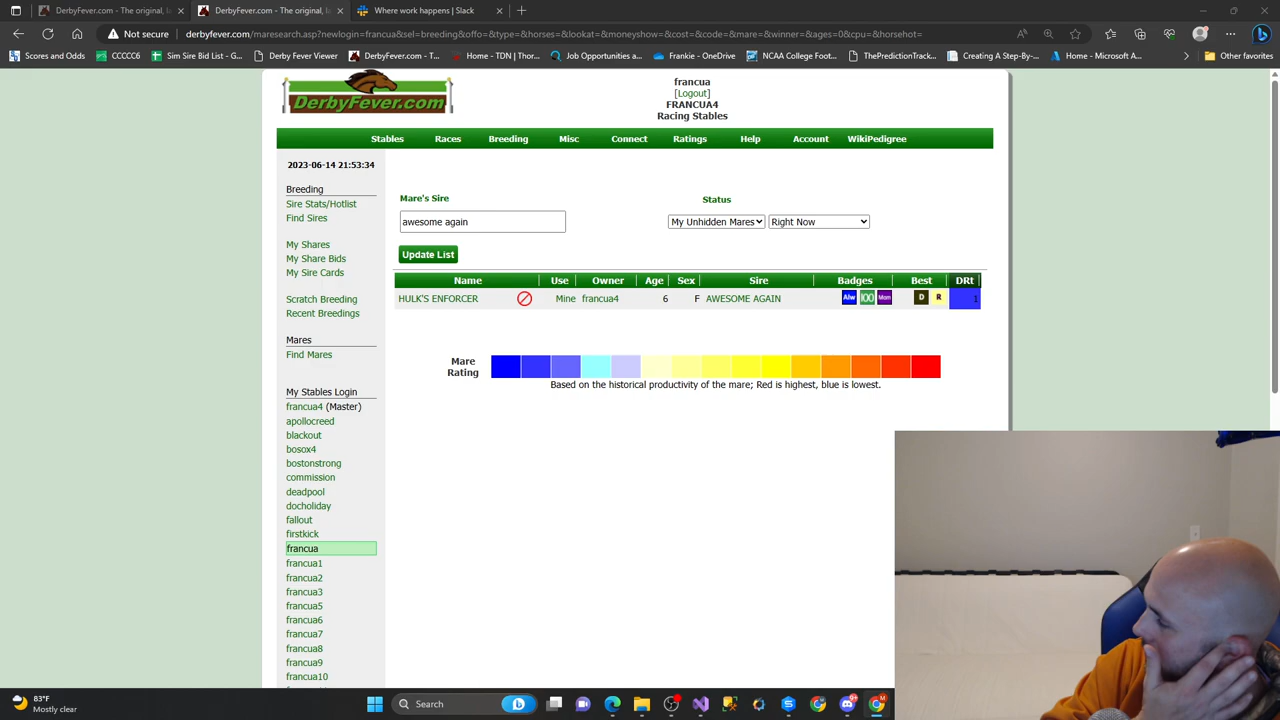 DerbyFever.com - The original, l
DerbyFever.com - The original, l
Where work happens | Slack
Not secure
derbyfever.com/maresearch.asp?newlogin=francua&sel=breeding&offo=&type=&horses=&lookat=&moneyshow=&cost=&code=&mare=&winner=&ages=0&cpu=&horsehot=
Scores and Odds
CCCCC6
Sim Sire Bid List - G...
Derby Fever Viewer
DerbyFever.com - T...
Home - TDN | Thor...
Job Opportunities a...
Frankie - OneDrive
NCAA College Foot...
ThePredictionTrack...
Creating A Step-By-...
Home - Microsoft A...
Other favorites
DerbyFever.com
francua
[Logout]
FRANCUA4
Racing Stables
Stables Races Breeding Misc Connect Ratings Help Account WikiPedigree
2023-06-14 21:53:34
Breeding
Sire Stats/Hotlist
Find Sires
My Shares
My Share Bids
My Sire Cards
Scratch Breeding
Recent Breedings
Mares
Find Mares
My Stables Login
francua4 (Master)
apollocreed
blackout
bosox4
bostonstrong
commission
deadpool
docholiday
fallout
firstkick
francua
francua1
francua2
francua3
francua5
francua6
francua7
francua8
francua9
francua10
Mare's Sire
awesome again
Status
My Unhidden Mares
Right Now
Update List
Name Use Owner Age Sex Sire Badges Best DRt
HULK'S ENFORCER Mine francua4 6 F AWESOME AGAIN Alw 100 Mom D R 1
Mare
Rating
Based on the historical productivity of the mare; Red is highest, blue is lowest.
83°F
Mostly clear
Search